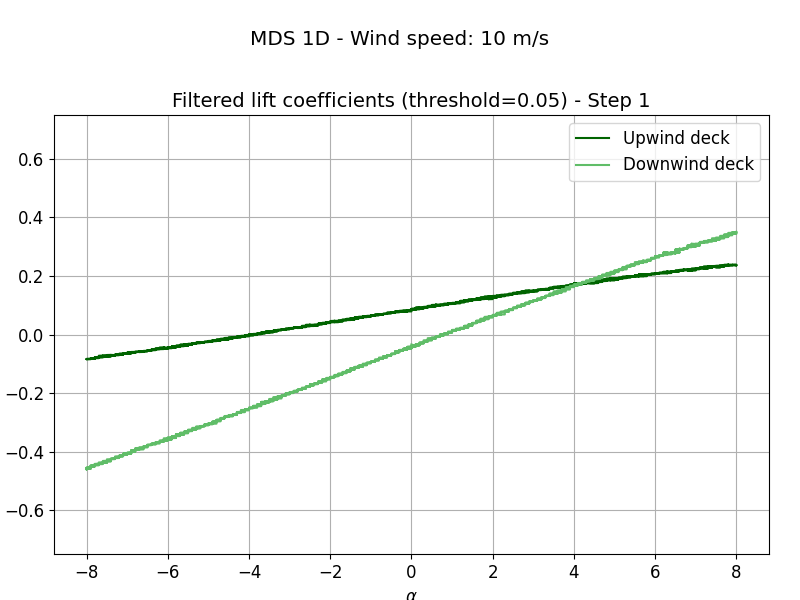 MDS 1D - Wind speed: 10 m/s
Filtered lift coefficients (threshold=0.05) - Step 1
Upwind deck
Downwind deck
0.6
0.4
0.2
0.0
−0.2
−0.4
−0.6
−8 −6 −4 −2 0 2 4 6 8
α